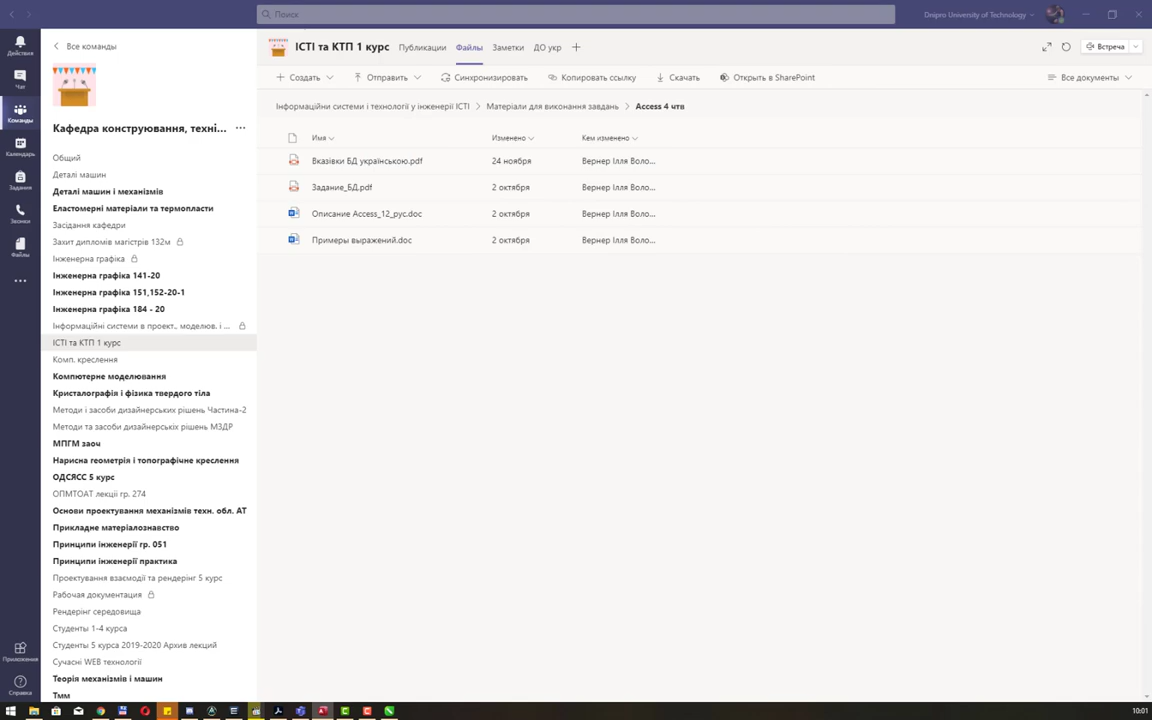 Поиск
Dnipro University of Technology
Действия
Чат
Команды
Календарь
Задания
Звонки
Файлы
Приложения
Справка
Все команды
Кафедра конструювання, техні...
Общий
Деталі машин
Деталі машин і механізмів
Еластомерні матеріали та термопласти
Засідання кафедри
Захит дипломів магістрів 132м
Інженерна графіка
Інженерна графіка 141-20
Інженерна графіка 151,152-20-1
Інженерна графіка 184 - 20
Інформаційні системи в проект., моделюв. і ...
ІСТІ та КТП 1 курс
Комп. креслення
Компютерне моделювання
Кристалографія і фізика твердого тіла
Методи і засоби дизайнерських рішень Частина-2
Методи та засоби дизайнерскіх рішень МЗДР
МПГМ заоч
Нарисна геометрія і топографічне креслення
ОДСЯСС 5 курс
ОПМТОАТ лекціі гр. 274
Основи проектування механізмів техн. обл. АТ
Прикладне матеріалознавство
Принципи інженерії гр. 051
Принципи інженерії практика
Проектування взаємодії та рендерінг 5 курс
Рабочая документация
Рендерінг середовища
Студенты 1-4 курса
Студенты 5 курса 2019-2020 Архив лекций
Сучасні WEB технології
Теорія механізмів і машин
Тмм
ІСТІ та КТП 1 курс Публикации Файлы Заметки ДО укр
Встреча
Создать Отправить Синхронизировать Копировать ссылку Скачать Открыть в SharePoint Все документы
Інформаційни системи і технології у інженерії ІСТІ Матеріали для виконання завдань Access 4 чтв
Имя Изменено Кем изменено
Вказівки БД українською.pdf 24 ноября Вернер Ілля Воло...
Задание_БД.pdf 2 октября Вернер Ілля Воло...
Описание Access_12_рус.doc 2 октября Вернер Ілля Воло...
Примеры выражений.doc 2 октября Вернер Ілля Воло...
10:01